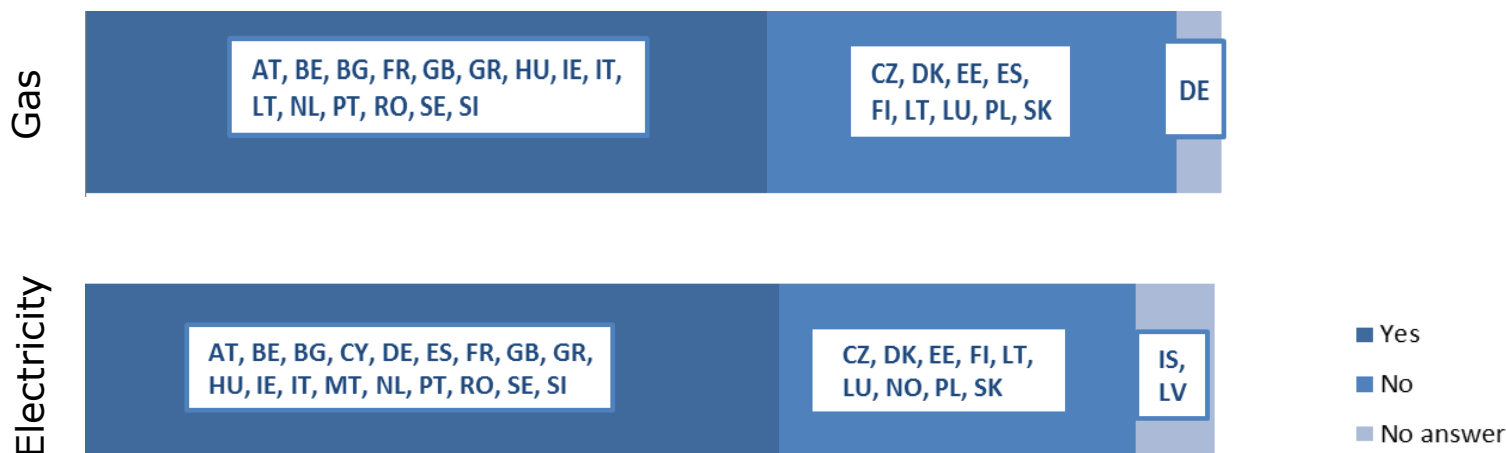 Gas
AT, BE, BG, FR, GB, GR, HU, IE, IT,
LT, NL, PT, RO, SE, SI
CZ, DK, EE, ES,
FI, LT, LU, PL, SK
DE
Electricity
AT, BE, BG, CY, DE, ES, FR, GB, GR,
HU, IE, IT, MT, NL, PT, RO, SE, SI
CZ, DK, EE, FI, LT,
LU, NO, PL, SK
IS,
LV
Yes
No
No answer